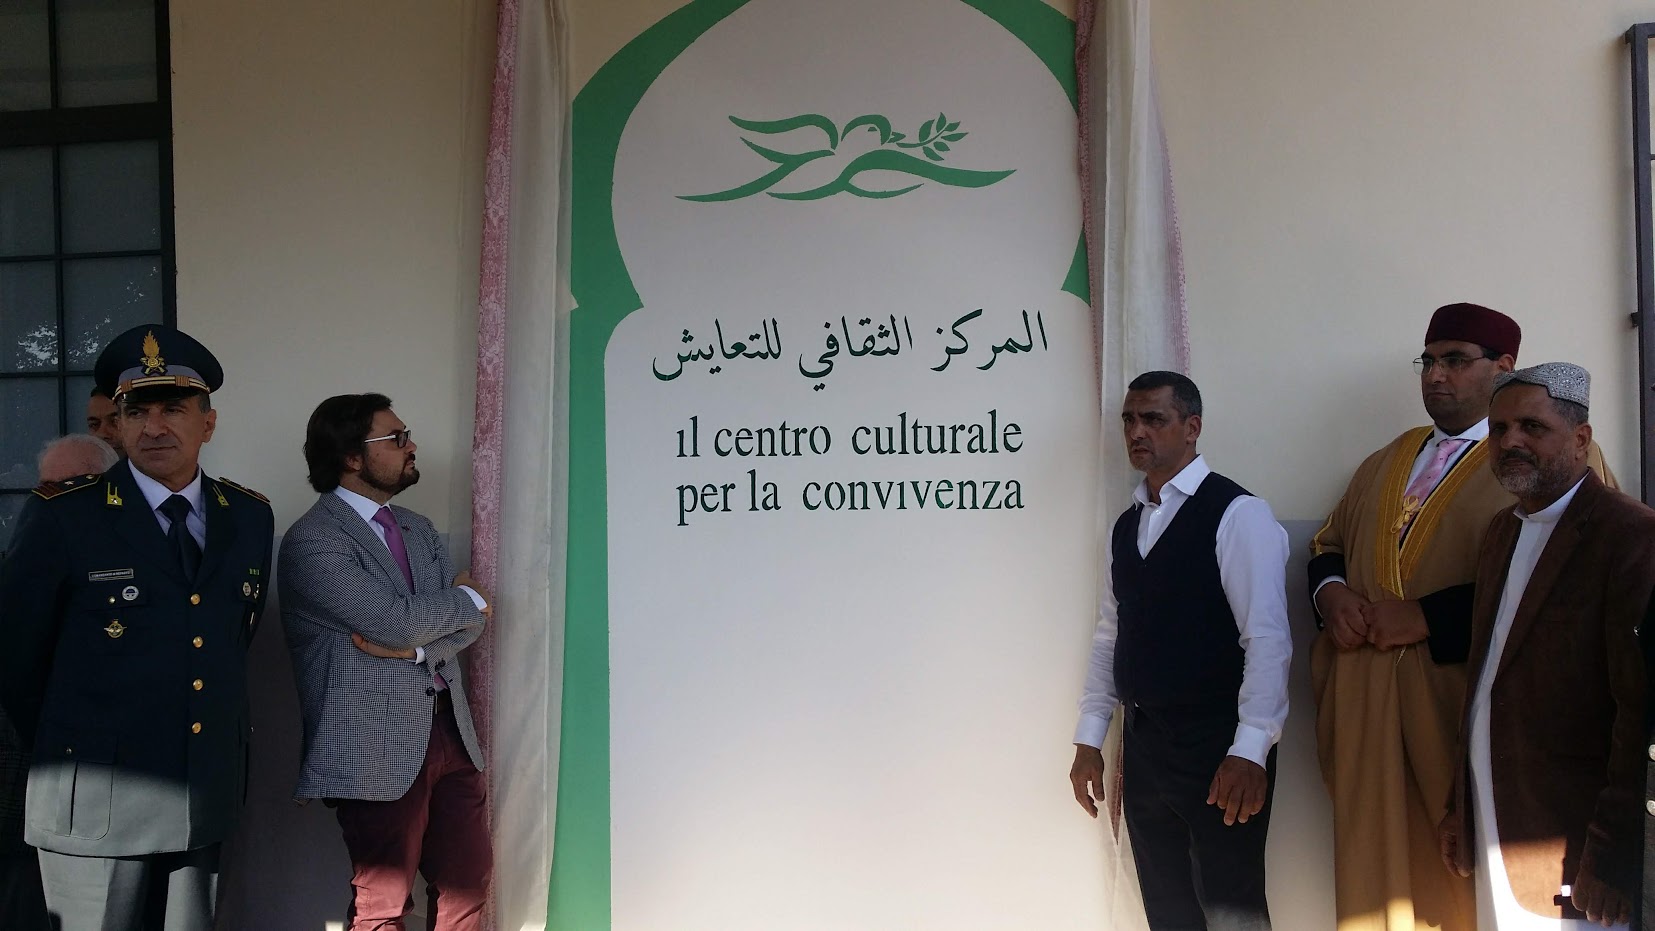 المركز الثقافي للتعايش
il centro culturale
per la convivenza